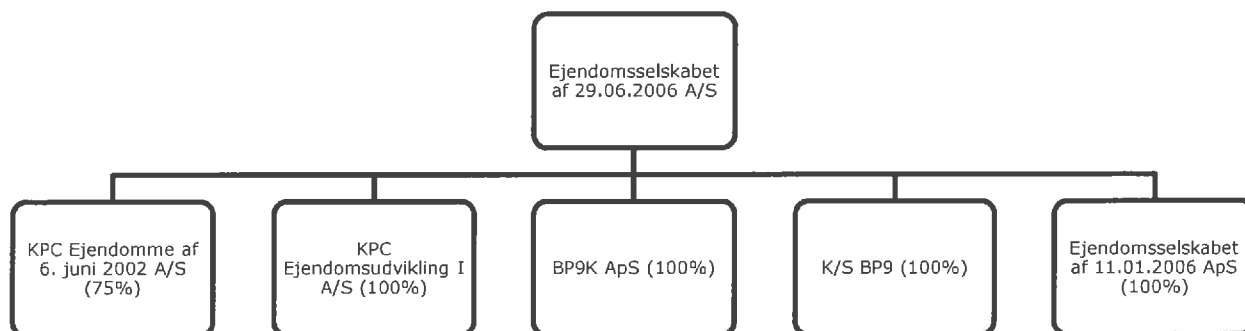 Ejendomsselskabet
af 29.06.2006 A/S
KPC Ejendomme af
6. juni 2002 A/S
(75%)
KPC
Ejendomsudvikling I
A/S (100%)
BP9K ApS (100%)
K/S BP9 (100%)
Ejendomsselskabet
af 11.01.2006 ApS
(100%)